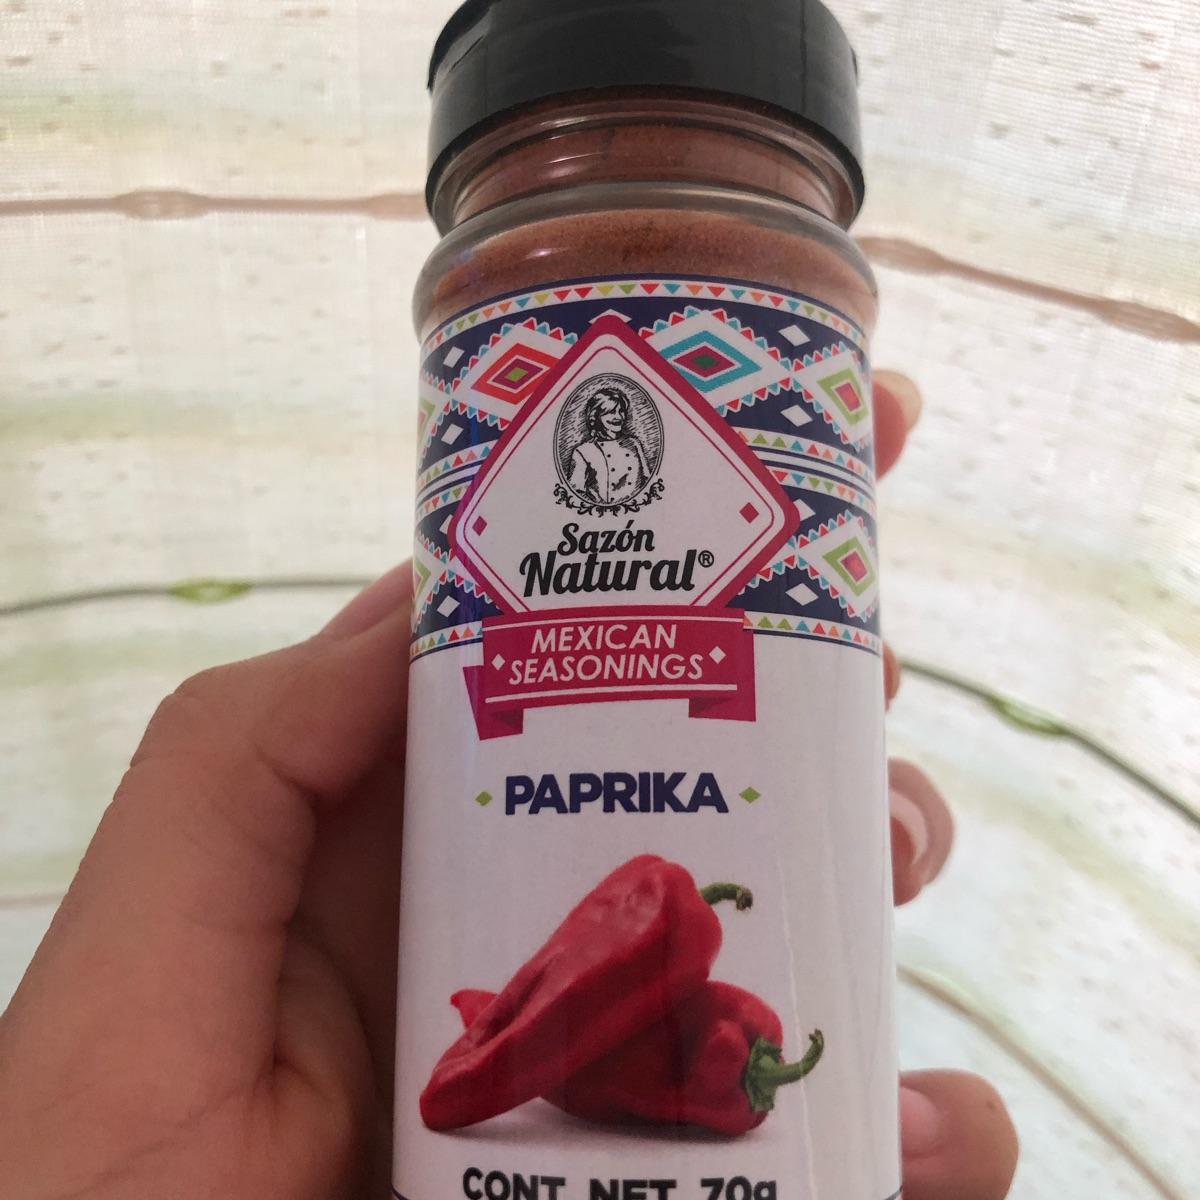 Sazón
Natural®
MEXICAN
SEASONINGS
PAPRIKA
CONT. NET. 70g